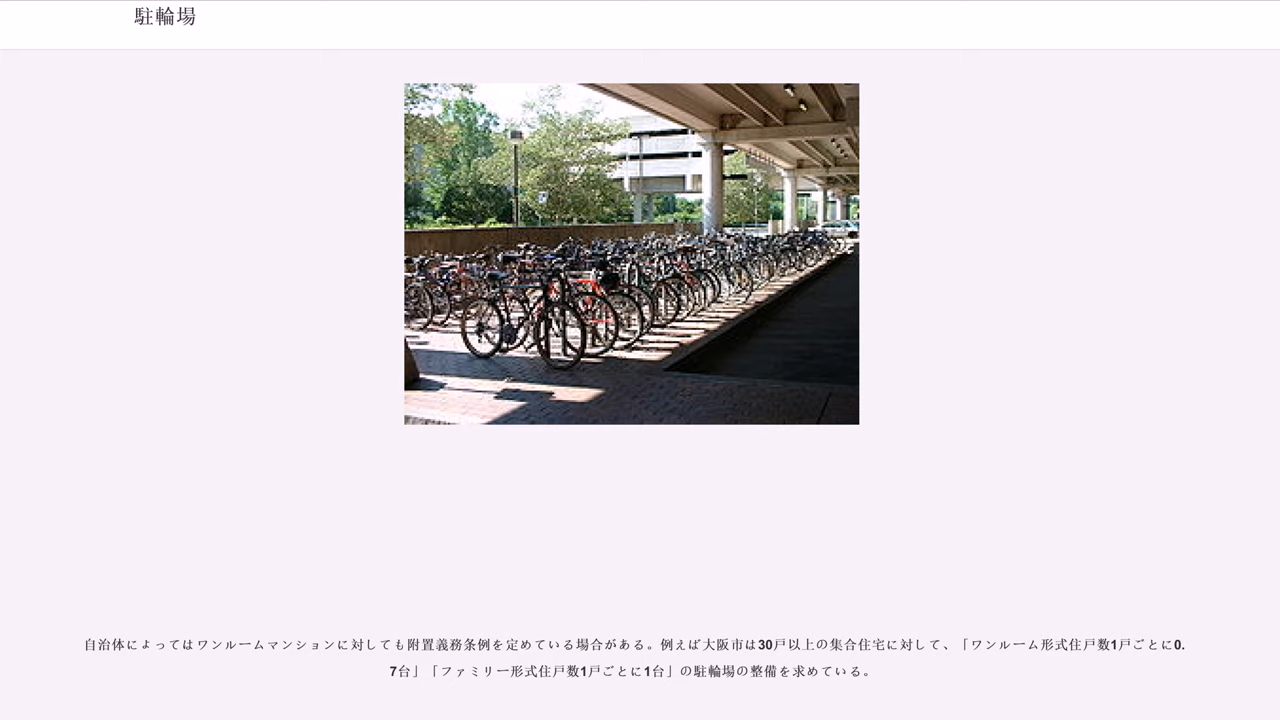 駐輪場
自治体によってはワンルームマンションに対しても附置義務条例を定めている場合がある。例えば大阪市は30戸以上の集合住宅に対して、「ワンルーム形式住戸数1戸ごとに0.
7台」「ファミリー形式住戸数1戸ごとに1台」の駐輪場の整備を求めている。